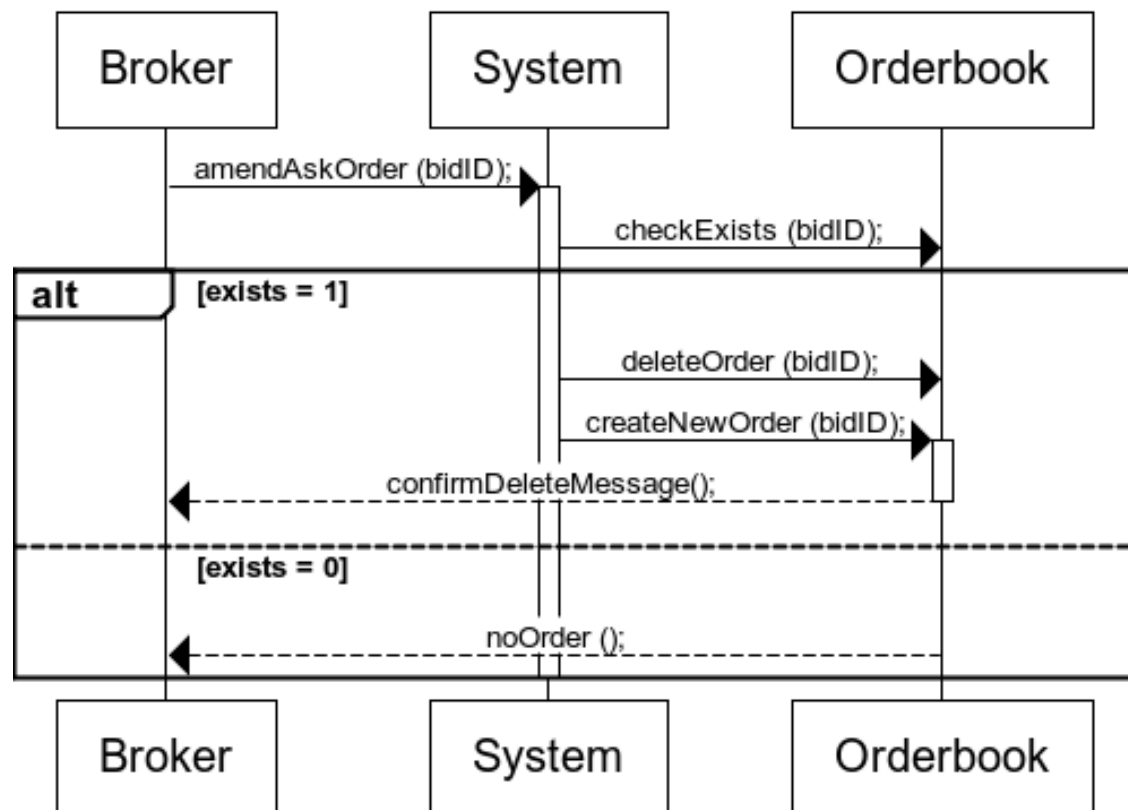 Broker
System
Orderbook
amendAskOrder (bidID);
checkExists (bidID);
alt
[exists = 1]
deleteOrder (bidID);
createNewOrder (bidID);
confirmDeleteMessage();
[exists = 0]
noOrder ();
Broker
System
Orderbook